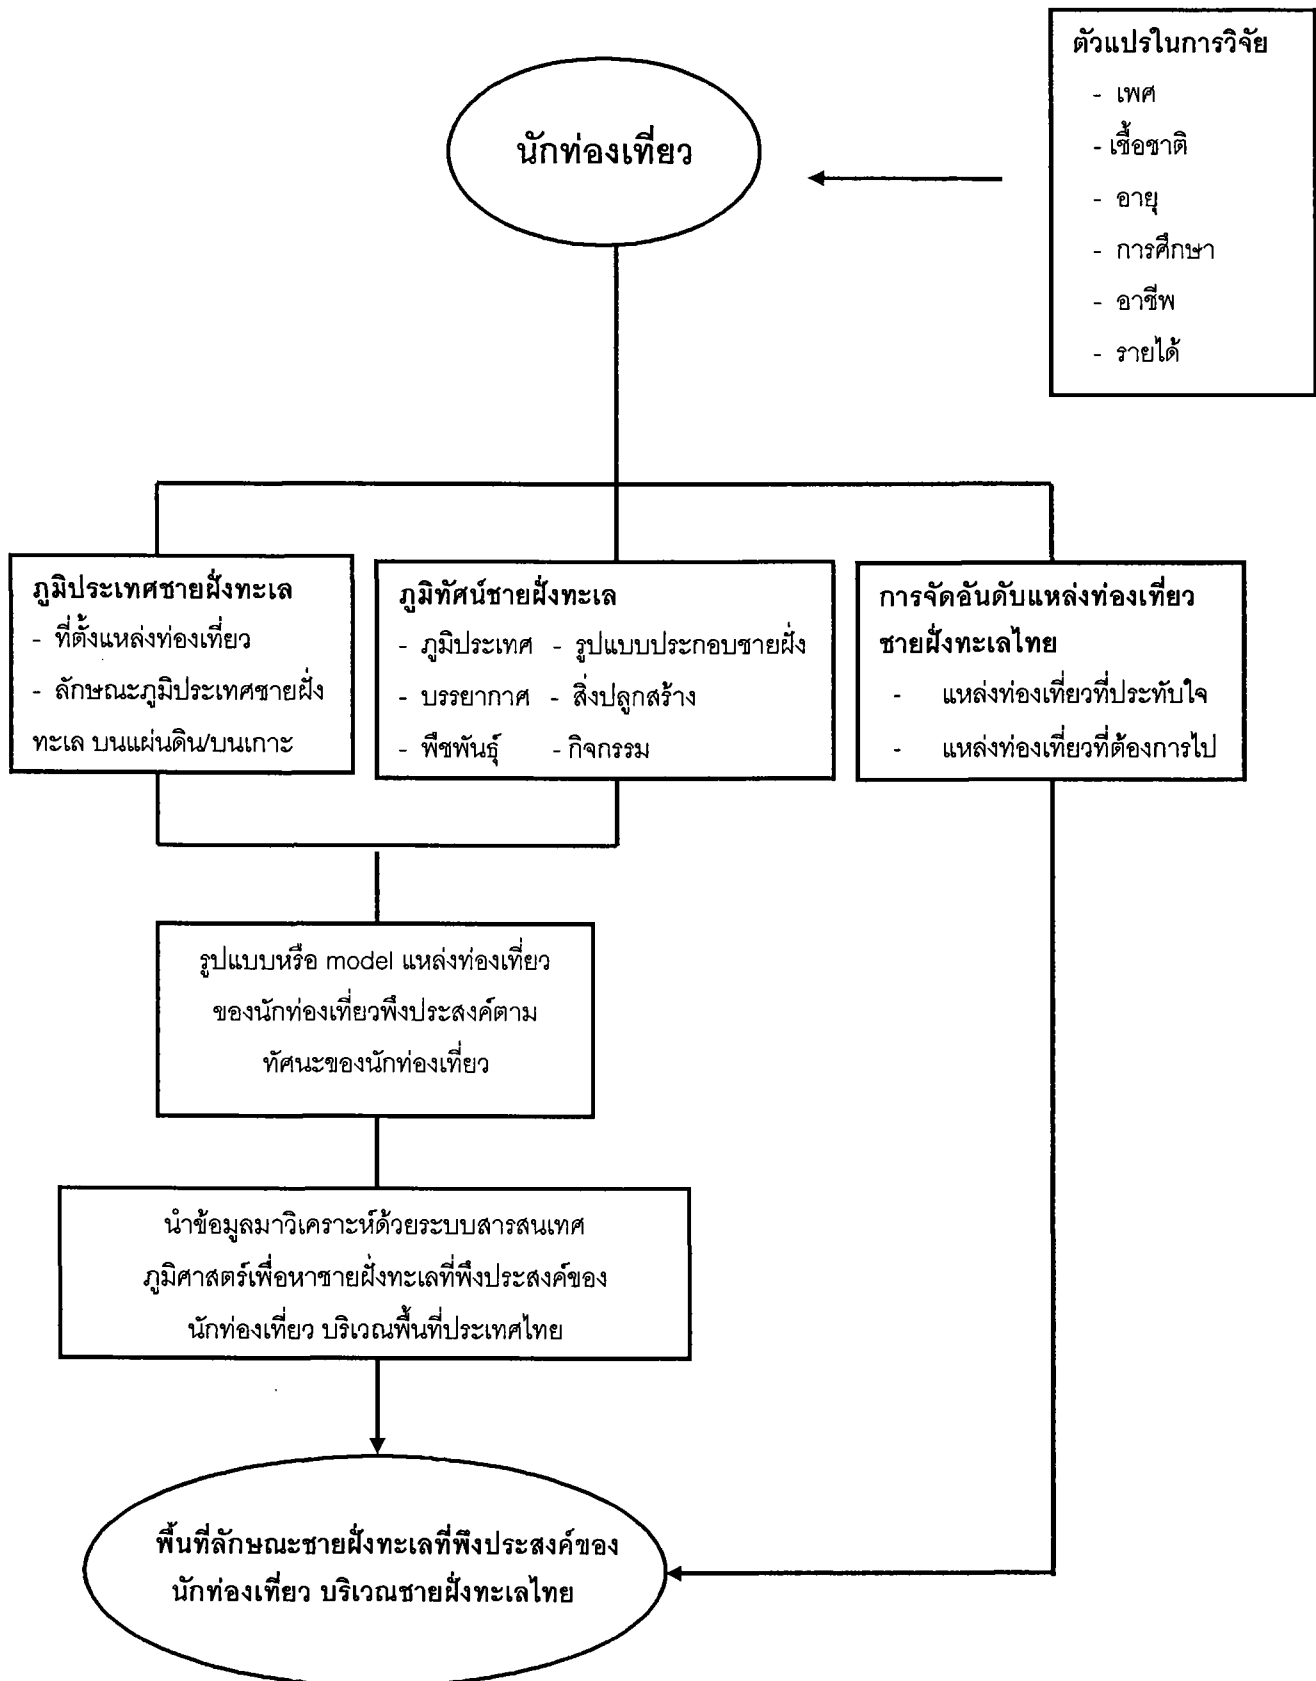 นักท่องเที่ยว
ตัวแปรในการวิจัย
- เพศ
- เชื้อชาติ
- อายุ
- การศึกษา
- อาชีพ
- รายได้
ภูมิประเทศชายฝั่งทะเล
- ที่ตั้งแหล่งท่องเที่ยว
- ลักษณะภูมิประเทศชายฝั่ง
ทะเล บนแผ่นดิน/บนเกาะ
ภูมิทัศน์ชายฝั่งทะเล
- ภูมิประเทศ - รูปแบบประกอบชายฝั่ง
- บรรยากาศ - สิ่งปลูกสร้าง
- พืชพันธุ์ - กิจกรรม
การจัดอันดับแหล่งท่องเที่ยว
ชายฝั่งทะเลไทย
- แหล่งท่องเที่ยวที่ประทับใจ
- แหล่งท่องเที่ยวที่ต้องการไป
รูปแบบหรือ model แหล่งท่องเที่ยว
ของนักท่องเที่ยวพึงประสงค์ตาม
ทัศนะของนักท่องเที่ยว
นำข้อมูลมาวิเคราะห์ด้วยระบบสารสนเทศ
ภูมิศาสตร์เพื่อหาชายฝั่งทะเลที่พึงประสงค์ของ
นักท่องเที่ยว บริเวณพื้นที่ประเทศไทย
พื้นที่ลักษณะชายฝั่งทะเลที่พึงประสงค์ของ
นักท่องเที่ยว บริเวณชายฝั่งทะเลไทย